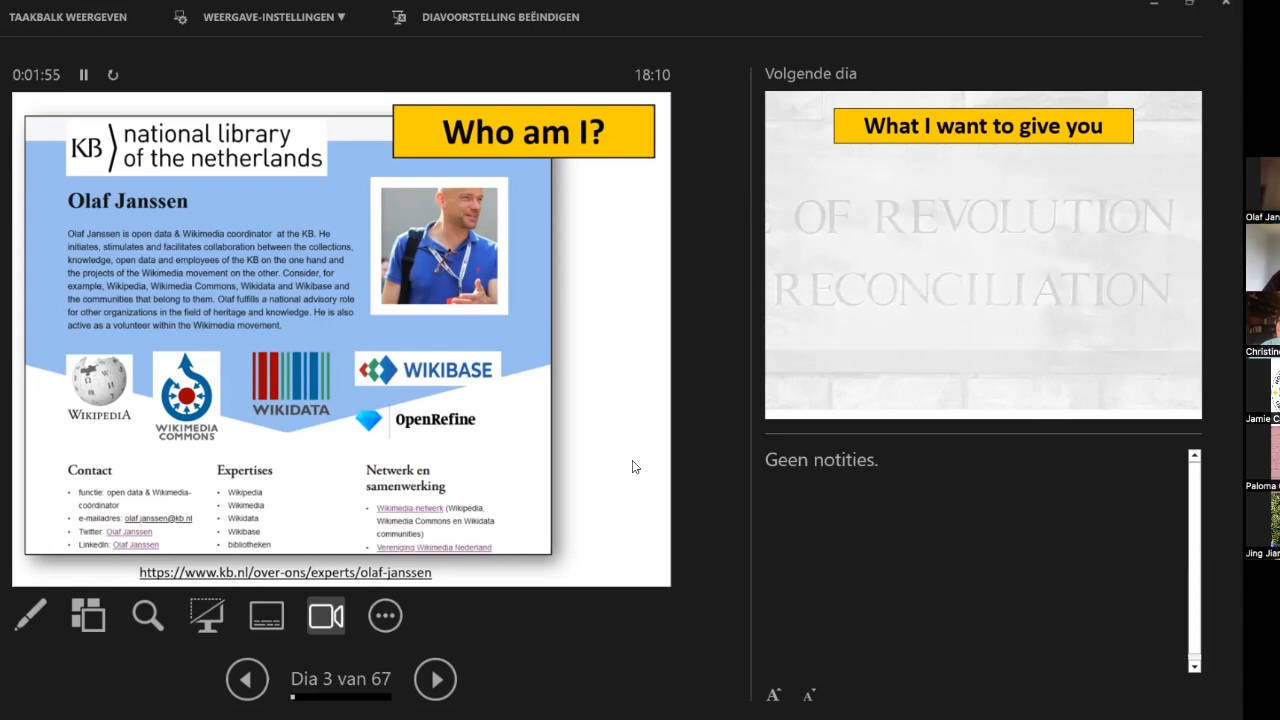 TAAKBALK WEERGEVEN
WEERGAVE-INSTELLINGEN ▼
DIAVOORSTELLING BEËINDIGEN
0:01:55
18:10
KB national library
of the netherlands
Who am I?
Olaf Janssen
Olaf Janssen is open data & Wikimedia coordinator at the KB. He
initiates, stimulates and facilitates collaboration between the collections,
knowledge, open data and employees of the KB on the one hand and
the projects of the Wikimedia movement on the other. Consider, for
example, Wikipedia, Wikimedia Commons, Wikidata and Wikibase and
the communities that belong to them. Olaf fulfills a national advisory role
for other organizations in the field of heritage and knowledge. He is also
active as a volunteer within the Wikimedia movement.
WIKIPEDIA
WIKIMEDIA
COMMONS
WIKIDATA
WIKIBASE
OpenRefine
Contact
• functie: open data & Wikimedia-
coördinator
• e-mailadres: olaf.janssen@kb.nl
• Twitter: Olaf Janssen
• Linkedin: Olaf Janssen
Expertises
• Wikipedia
• Wikimedia
• Wikidata
• Wikibase
• bibliotheken
Netwerk en
samenwerking
• Wikimedia-netwerk (Wikipedia,
Wikimedia Commons en Wikidata
communities)
• Vereniging Wikimedia Nederland
https://www.kb.nl/over-ons/experts/olaf-janssen
Dia 3 van 67
Volgende dia
What I want to give you
OF REVOLUTION
RECONCILIATION
Geen notities.
A A
Olaf Jan
Christine
Jamie C
Paloma
Jing Jian